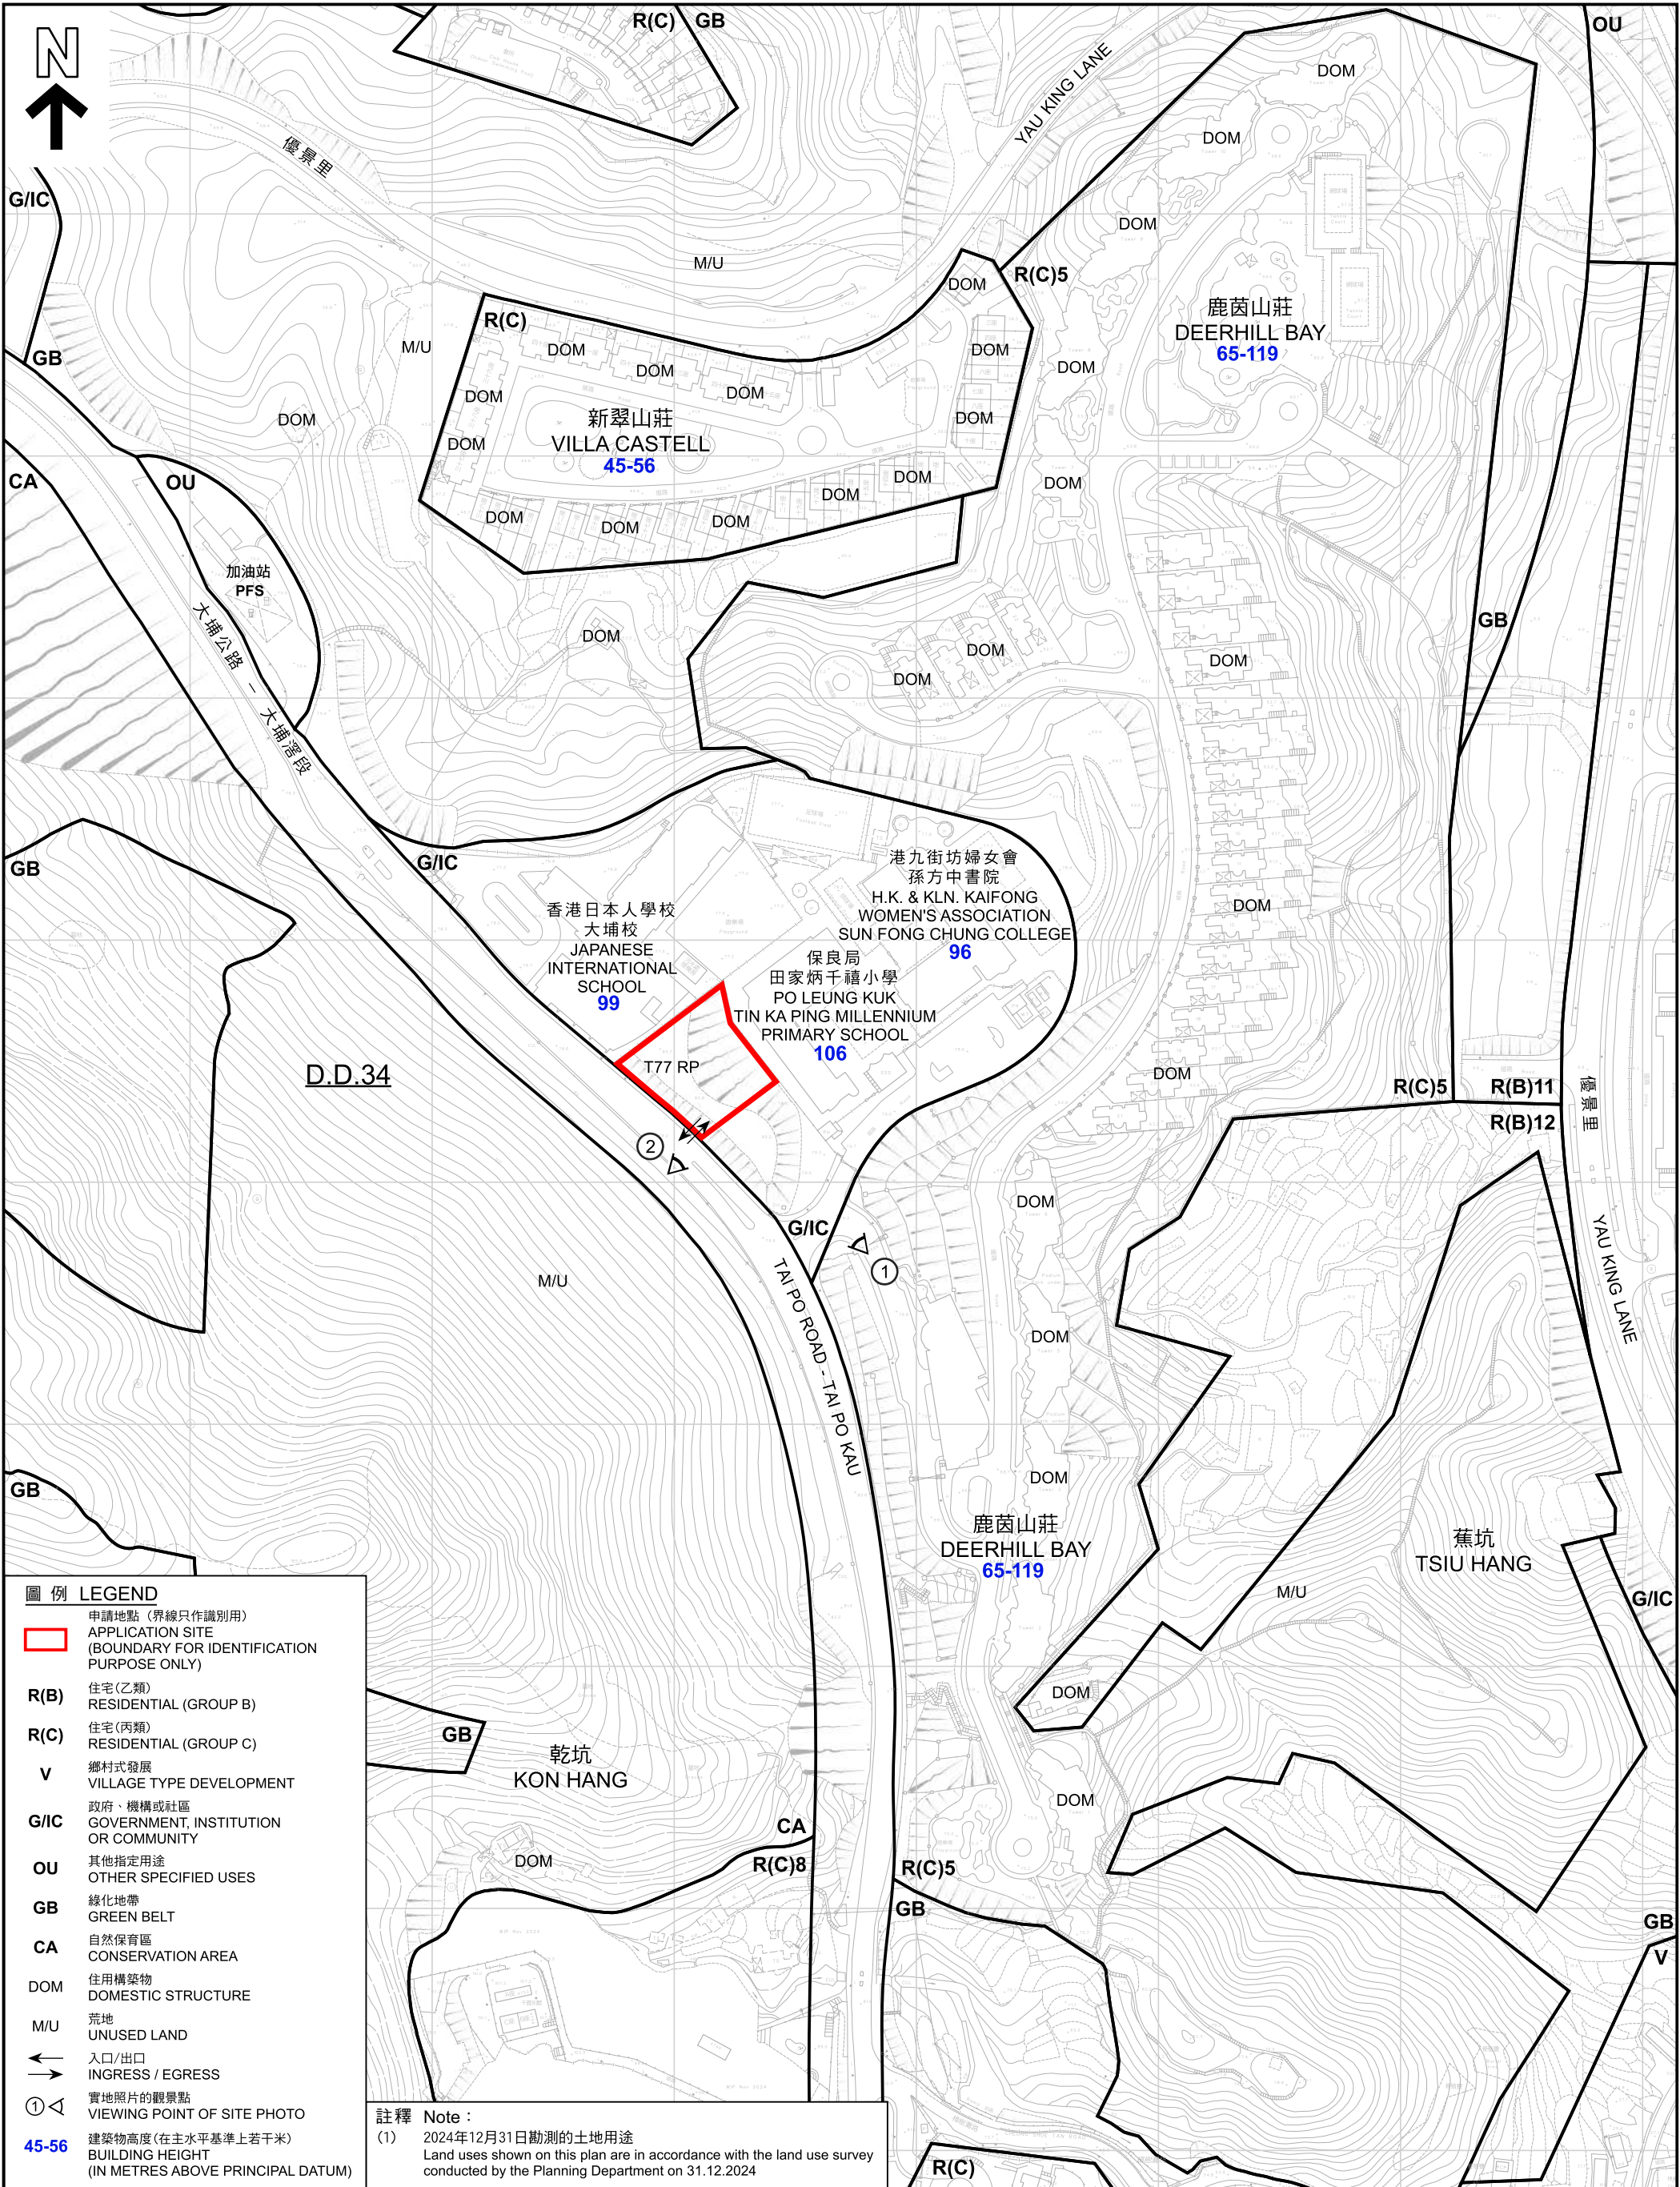 N
R(C)
GB
OU
YAU KING LANE
DOM
DOM
優景里
G/IC
DOM
M/U
R(C)5
DOM
鹿茵山莊
DEERHILL BAY
65-119
R(C)
M/U
GB
DOM
DOM
DOM
DOM
DOM
DOM
DOM
新翠山莊
VILLA CASTELL
45-56
DOM
DOM
DOM
DOM
DOM
DOM
DOM
DOM
DOM
DOM
CA
OU
加油站
PFS
大埔公路 － 大埔滘段
DOM
DOM
DOM
DOM
GB
GB
G/IC
港九街坊婦女會
孫方中書院
H.K. & KLN. KAIFONG
WOMEN'S ASSOCIATION
SUN FONG CHUNG COLLEGE
96
DOM
香港日本人學校
大埔校
JAPANESE
INTERNATIONAL
SCHOOL
99
保良局
田家炳千禧小學
PO LEUNG KUK
TIN KA PING MILLENNIUM
PRIMARY SCHOOL
106
T77 RP
D.D.34
DOM
R(C)5
R(B)11
R(B)12
優景里
2
DOM
G/IC
1
M/U
TAI PO ROAD - TAI PO KAU
YAU KING LANE
DOM
DOM
GB
鹿茵山莊
DEERHILL BAY
65-119
蕉坑
TSIU HANG
M/U
G/IC
DOM
GB
乾坑
KON HANG
DOM
CA
R(C)8
DOM
R(C)5
GB
GB
V
R(C)
圖 例 LEGEND
申請地點（界線只作識別用）
APPLICATION SITE
(BOUNDARY FOR IDENTIFICATION
PURPOSE ONLY)
R(B)
住宅(乙類)
RESIDENTIAL (GROUP B)
R(C)
住宅(丙類)
RESIDENTIAL (GROUP C)
V
鄉村式發展
VILLAGE TYPE DEVELOPMENT
G/IC
政府、機構或社區
GOVERNMENT, INSTITUTION
OR COMMUNITY
OU
其他指定用途
OTHER SPECIFIED USES
GB
綠化地帶
GREEN BELT
CA
自然保育區
CONSERVATION AREA
DOM
住用構築物
DOMESTIC STRUCTURE
M/U
荒地
UNUSED LAND
入口/出口
INGRESS / EGRESS
1
實地照片的觀景點
VIEWING POINT OF SITE PHOTO
45-56
建築物高度(在主水平基準上若干米)
BUILDING HEIGHT
(IN METRES ABOVE PRINCIPAL DATUM)
註釋 Note：
(1) 2024年12月31日勘測的土地用途
Land uses shown on this plan are in accordance with the land use survey
conducted by the Planning Department on 31.12.2024